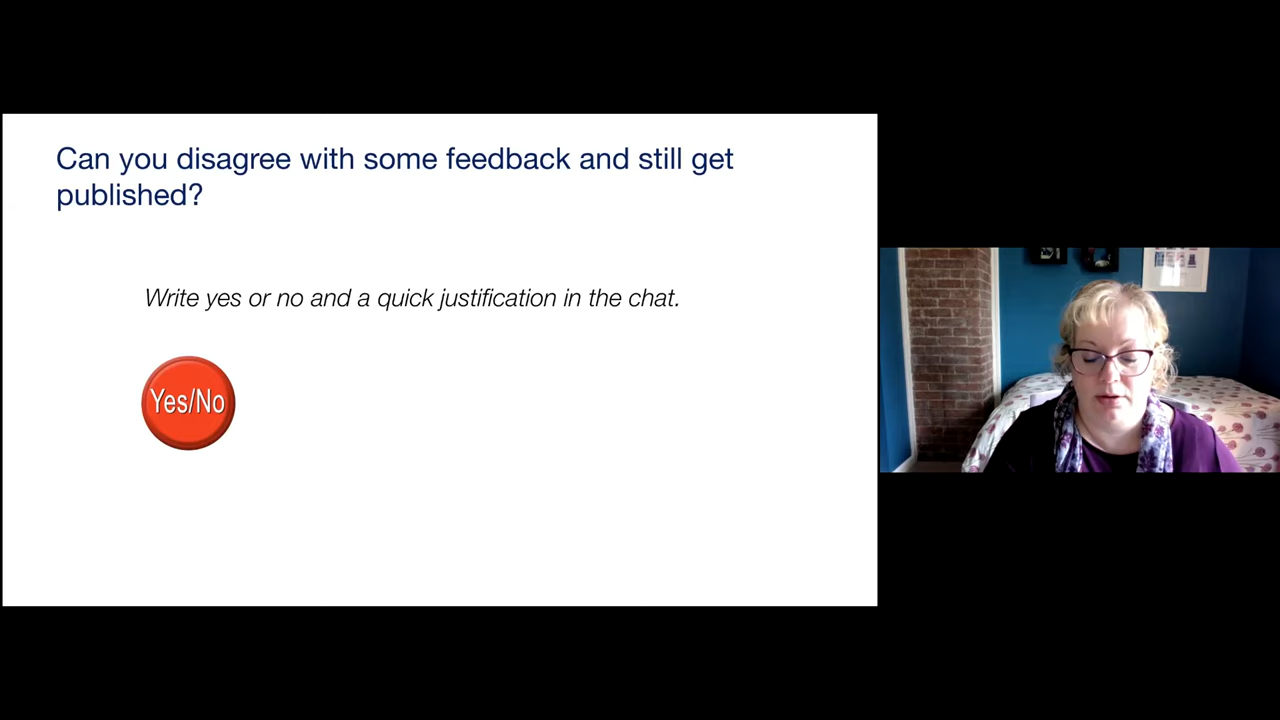 Can you disagree with some feedback and still get
published?
Write yes or no and a quick justification in the chat.
Yes/No